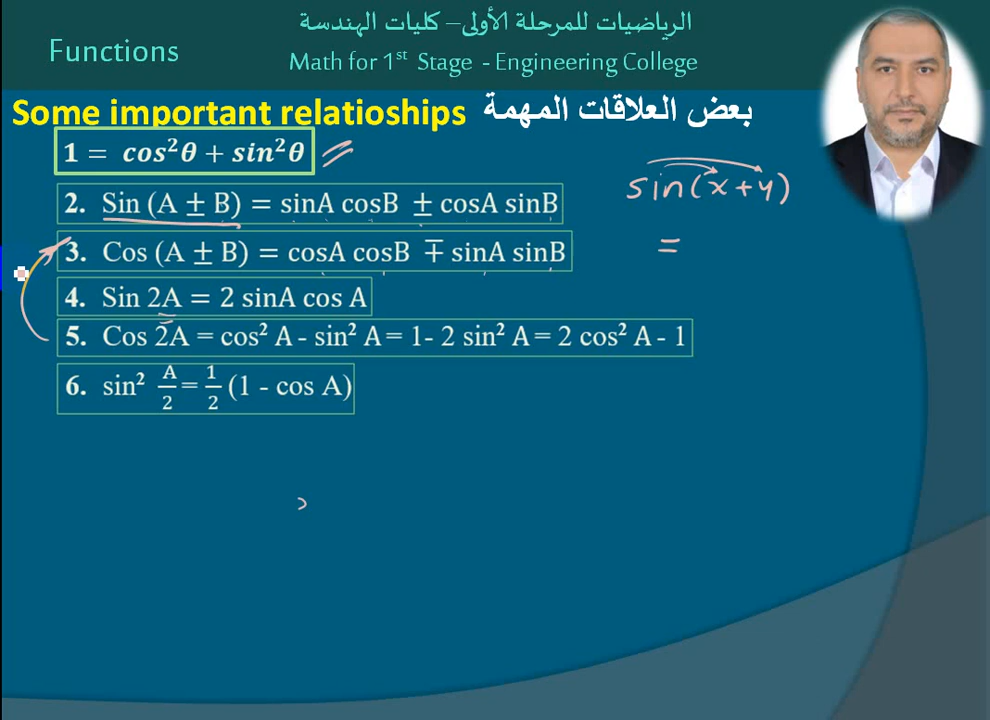 الرياضيات للمرحلة الأولى – كليات الهندسة
Functions
Math for 1st Stage - Engineering College
Some important relatioships بعض العلاقات المهمة
1 = cos²θ + sin²θ
sin(x+y)
2. Sin (A ± B) = sinA cosB ± cosA sinB
=
3. Cos (A ± B) = cosA cosB ∓ sinA sinB
4. Sin 2A = 2 sinA cos A
5. Cos 2A = cos² A - sin² A = 1- 2 sin² A = 2 cos² A - 1
6. sin² A/2 = 1/2 (1 - cos A)